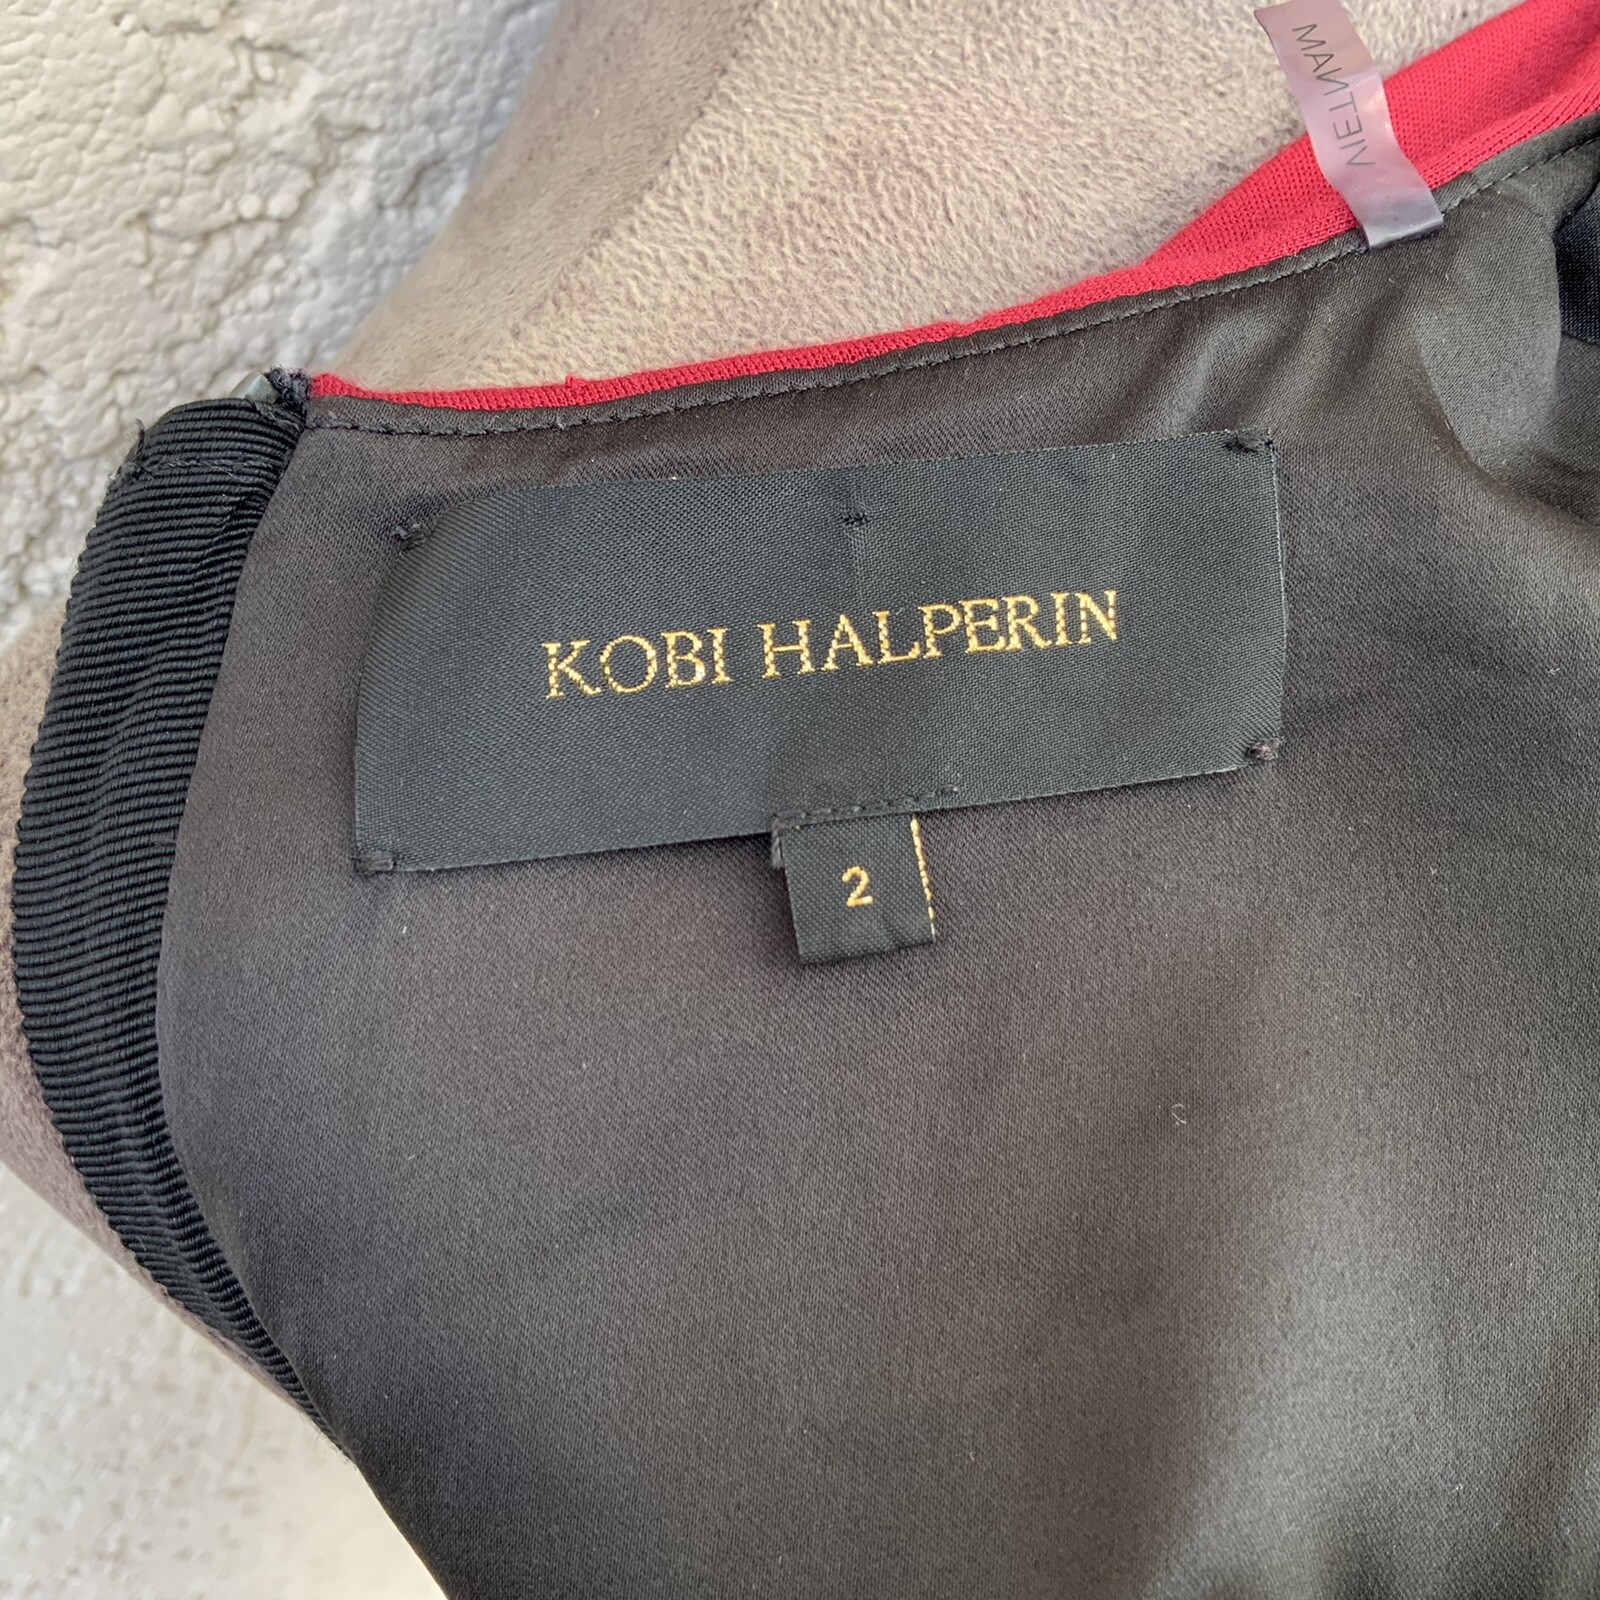 VIETNAM
KOBI HALPERIN
2